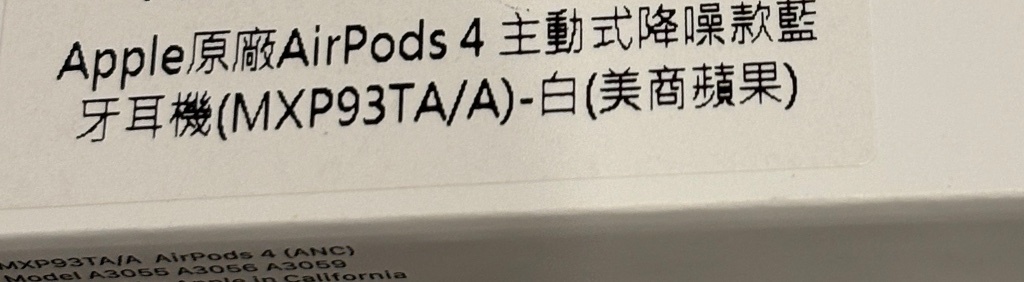 Apple原廠AirPods 4 主動式降噪款藍
牙耳機(MXP93TA/A)-白(美商蘋果)
MXP93TA/A AirPods 4 (ANC)
Model A3055 A3056 A3059
in California